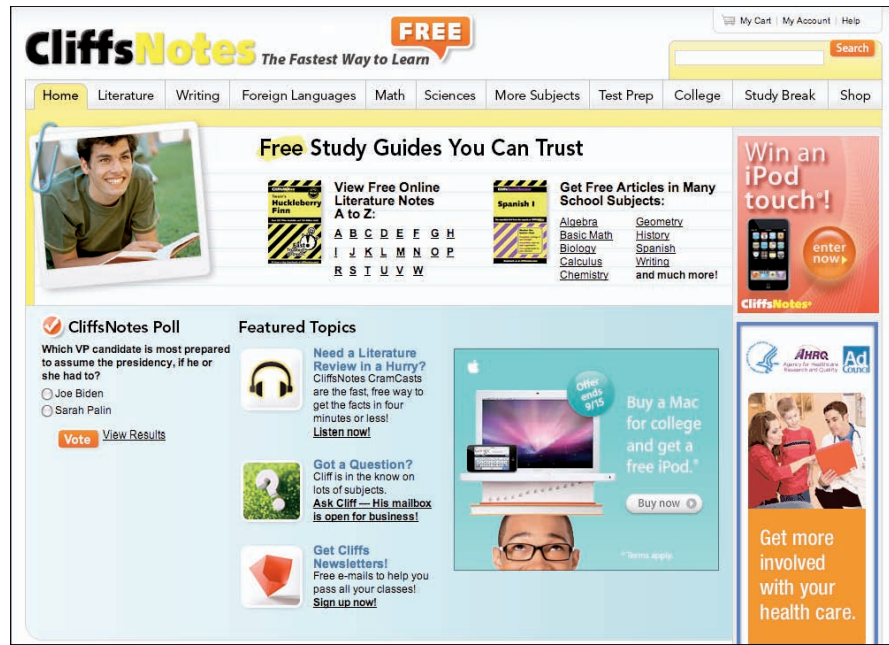 My Cart | My Account | Help
CliffsNotes The Fastest Way to Learn
FREE
Search
Home Literature Writing Foreign Languages Math Sciences More Subjects Test Prep College Study Break Shop
Free Study Guides You Can Trust
CliffsNotes
Twain's
Huckleberry
Finn
View Free Online
Literature Notes
A to Z:
A B C D E F G H
I J K L M N O P
R S T U V W
Spanish I
Get Free Articles in Many
School Subjects:
Algebra Geometry
Basic Math History
Biology Spanish
Calculus Writing
Chemistry and much more!
Win an
iPod
touch*!
enter
now
CliffsNotes
CliffsNotes Poll
Which VP candidate is most prepared
to assume the presidency, if he or
she had to?
Joe Biden
Sarah Palin
Vote View Results
Featured Topics
Need a Literature
Review in a Hurry?
CliffsNotes CramCasts
are the fast, free way to
get the facts in four
minutes or less!
Listen now!
Got a Question?
Cliff is in the know on
lots of subjects.
Ask Cliff — His mailbox
is open for business!
Get Cliffs
Newsletters!
Free e-mails to help you
pass all your classes!
Sign up now!
Offer
ends
9/15
Buy a Mac
for college
and get a
free iPod.*
Buy now
*Terms apply.
AHRQ
Agency for Healthcare
Research and Quality
Ad
Council
Get more
involved
with your
health care.